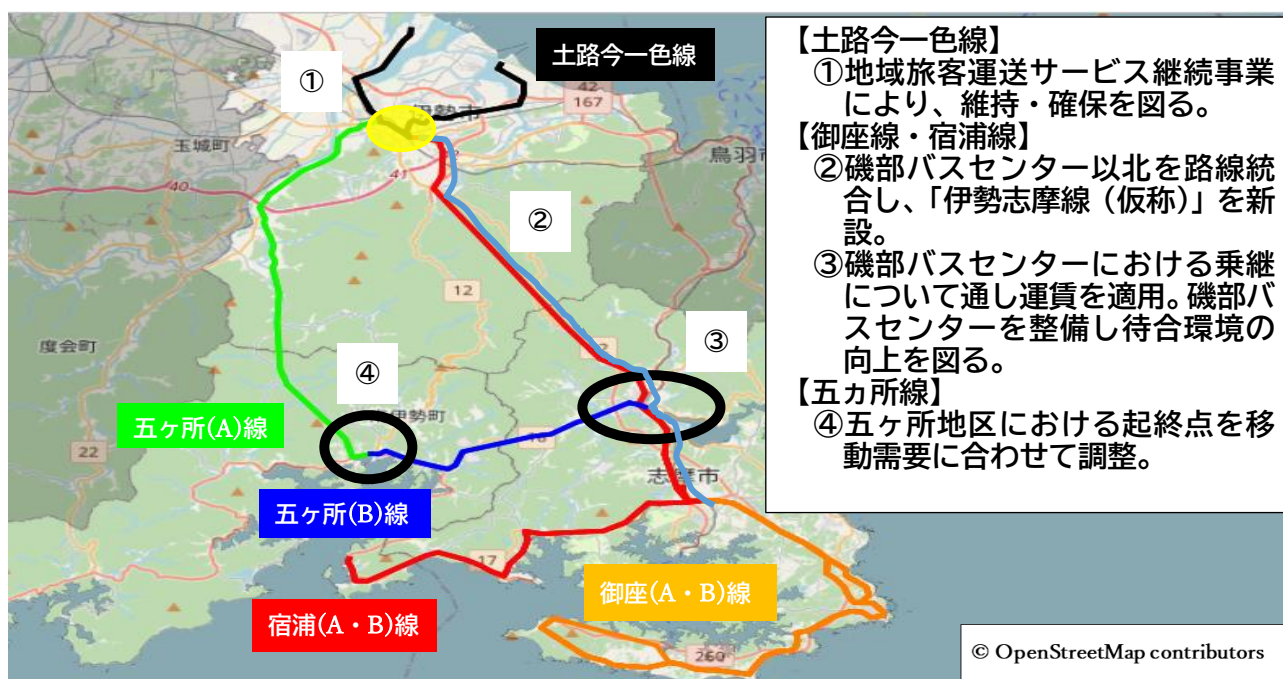 土路今一色線
①
42
167
伊勢市
玉城町
鳥羽市
40
41
②
12
③
度会町
④
伊勢町
五ヶ所(A)線
22
16
志摩市
五ヶ所(B)線
17
御座(A・B)線
宿浦(A・B)線
260
【土路今一色線】
①地域旅客運送サービス継続事業
により、維持・確保を図る。
【御座線・宿浦線】
②磯部バスセンター以北を路線統
合し、「伊勢志摩線（仮称）」を新
設。
③磯部バスセンターにおける乗継
について通し運賃を適用。磯部バ
スセンターを整備し待合環境の
向上を図る。
【五ヵ所線】
④五ヶ所地区における起終点を移
動需要に合わせて調整。
© OpenStreetMap contributors